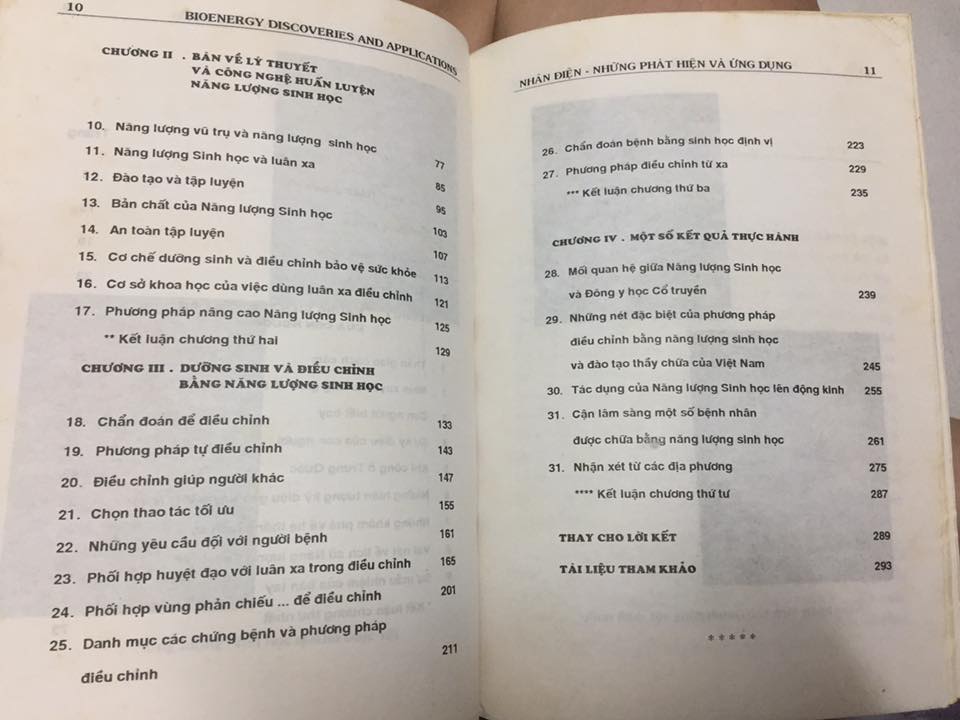 10 BIOENERGY DISCOVERIES AND APPLICATIONS
CHƯƠNG II . BÀN VỀ LÝ THUYẾT
VÀ CÔNG NGHỆ HUẤN LUYỆN
NĂNG LƯỢNG SINH HỌC
10. Năng lượng vũ trụ và năng lượng sinh học 77
11. Năng lượng Sinh học và luân xa 85
12. Đào tạo và tập luyện 95
13. Bản chất của Năng lượng Sinh học 103
14. An toàn tập luyện 107
15. Cơ chế dưỡng sinh và điều chỉnh bảo vệ sức khỏe 113
16. Cơ sở khoa học của việc dùng luân xa điều chỉnh 121
17. Phương pháp nâng cao Năng lượng Sinh học 125
** Kết luận chương thứ hai 129
CHƯƠNG III . DƯỠNG SINH VÀ ĐIỀU CHỈNH
BẰNG NĂNG LƯỢNG SINH HỌC
18. Chẩn đoán để điều chỉnh 133
19. Phương pháp tự điều chỉnh 143
20. Điều chỉnh giúp người khác 147
21. Chọn thao tác tối ưu 155
22. Những yêu cầu đối với người bệnh 161
23. Phối hợp huyệt đạo với luân xa trong điều chỉnh 165
24. Phối hợp vùng phản chiếu ... để điều chỉnh 201
25. Danh mục các chứng bệnh và phương pháp
điều chỉnh 211
NHÂN ĐIỆN - NHỮNG PHÁT HIỆN VÀ ỨNG DỤNG 11
26. Chẩn đoán bệnh bằng sinh học định vị 223
27. Phương pháp điều chỉnh từ xa 229
*** Kết luận chương thứ ba 235
CHƯƠNG IV . MỘT SỐ KẾT QUẢ THỰC HÀNH
28. Mối quan hệ giữa Năng lượng Sinh học
và Đông y học Cổ truyền 239
29. Những nét đặc biệt của phương pháp
điều chỉnh bằng năng lượng sinh học
và đào tạo thầy chữa của Việt Nam 245
30. Tác dụng của Năng lượng Sinh học lên động kinh 255
31. Cận lâm sàng một số bệnh nhân
được chữa bằng năng lượng sinh học 261
31. Nhận xét từ các địa phương 275
**** Kết luận chương thứ tư 287
THAY CHO LỜI KẾT 289
TÀI LIỆU THAM KHẢO 293
*****